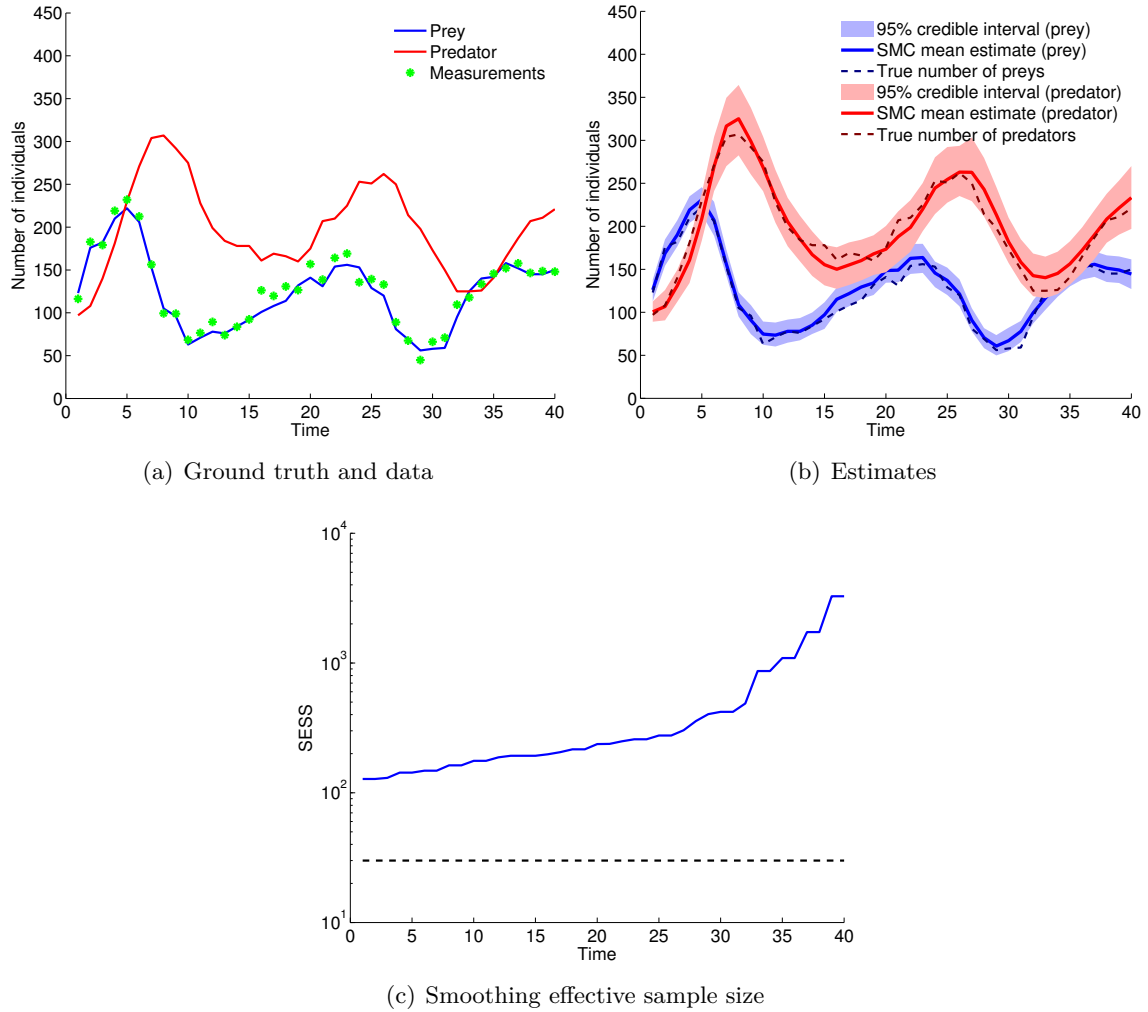 450
400
350
300
250
200
150
100
50
0
Number of individuals
0 5 10 15 20 25 30 35 40
Time
Prey
Predator
Measurements
(a) Ground truth and data
450
400
350
300
250
200
150
100
50
0
Number of individuals
0 5 10 15 20 25 30 35 40
Time
95% credible interval (prey)
SMC mean estimate (prey)
True number of preys
95% credible interval (predator)
SMC mean estimate (predator)
True number of predators
(b) Estimates
10^4
10^3
10^2
10^1
SESS
0 5 10 15 20 25 30 35 40
Time
(c) Smoothing effective sample size